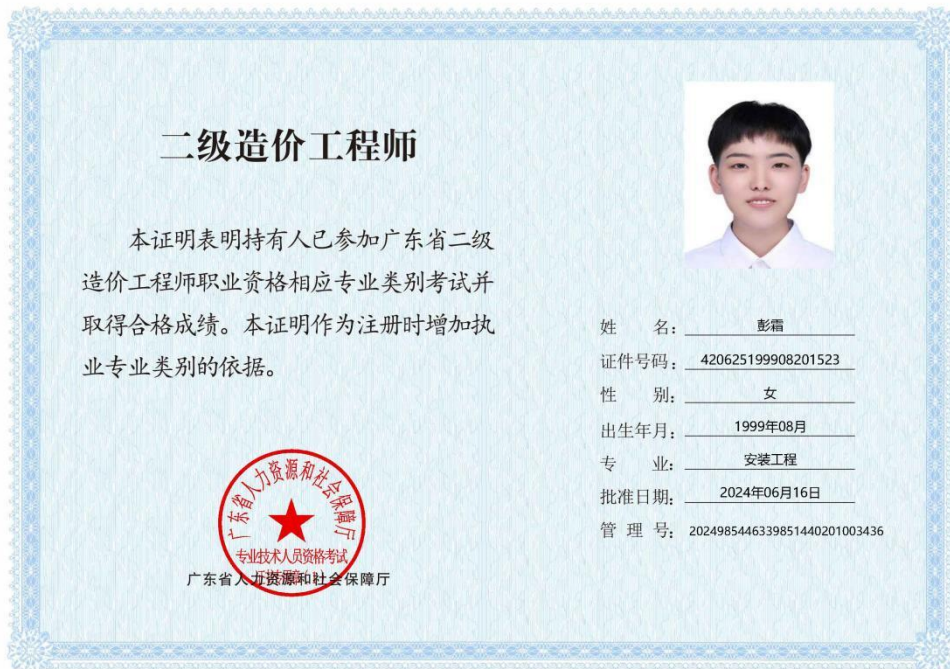 二级造价工程师
本证明表明持有人已参加广东省二级
造价工程师职业资格相应专业类别考试并
取得合格成绩。本证明作为注册时增加执
业专业类别的依据。
广东省人力资源和社会保障厅
专业技术人员资格考试
广东省人力资源和社会保障厅
姓 名: 彭霜
证件号码: 420625199908201523
性 别: 女
出生年月: 1999年08月
专 业: 安装工程
批准日期: 2024年06月16日
管 理 号: 2024985446339851440201003436